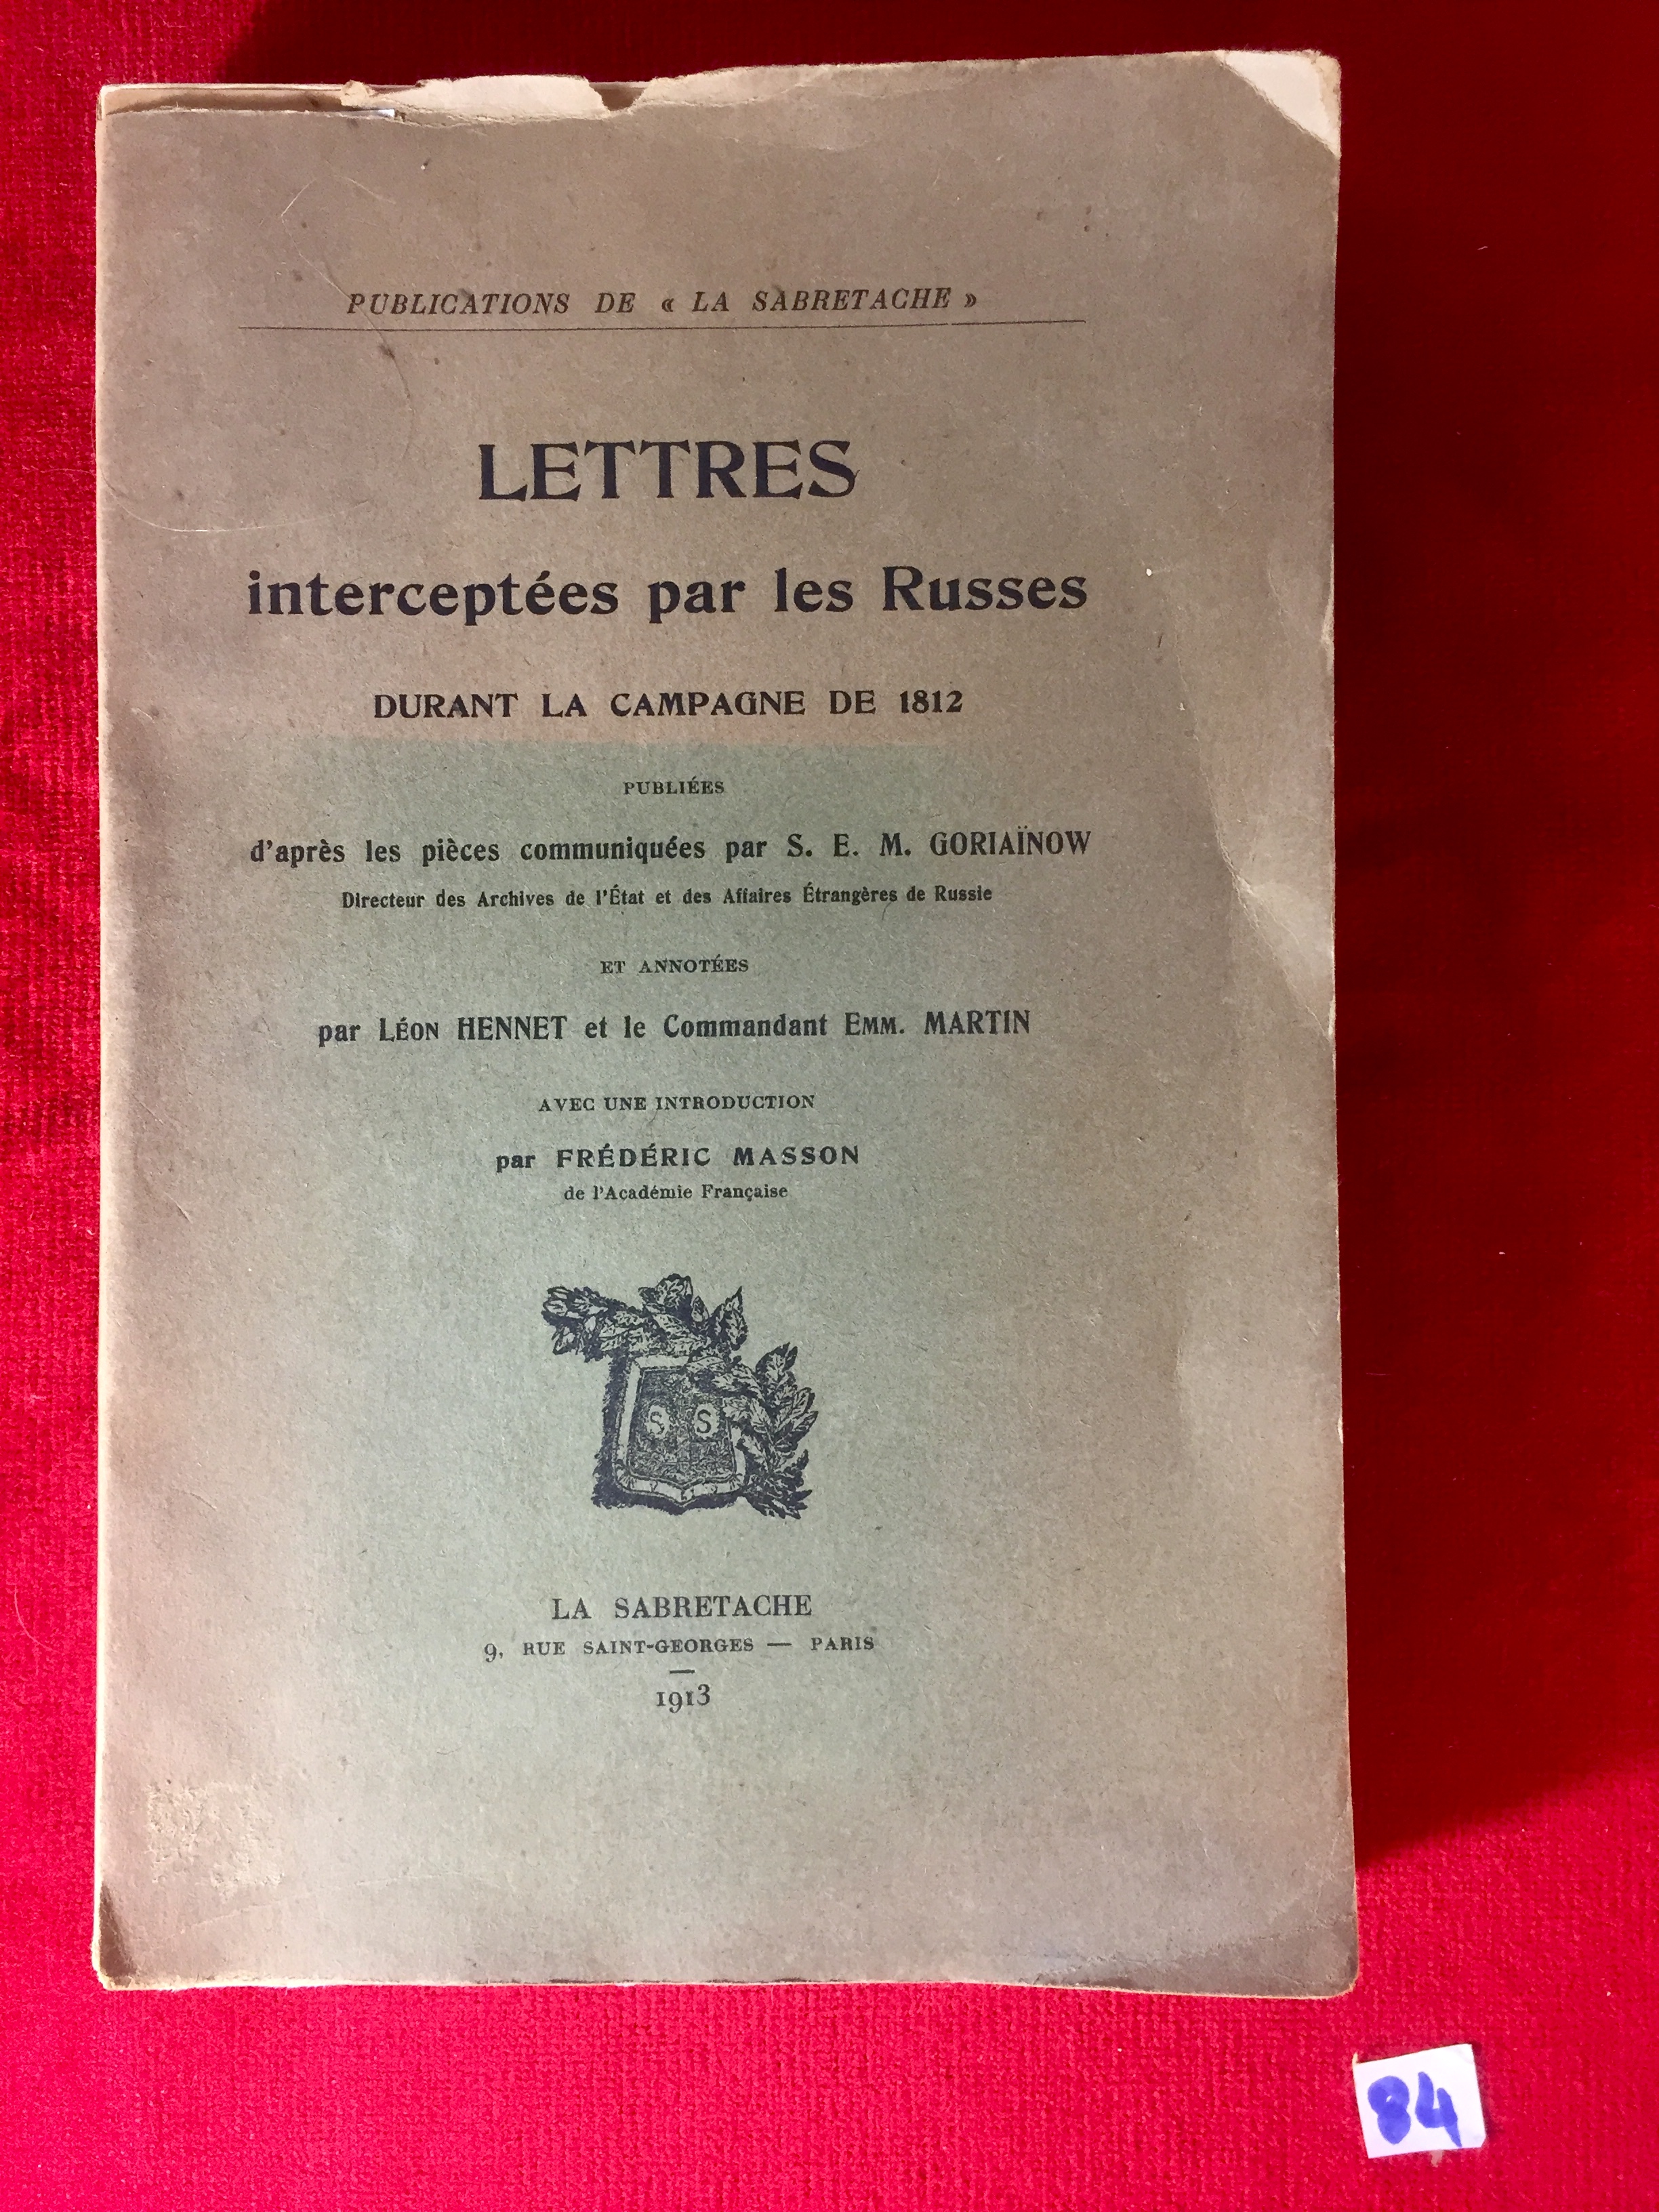 PUBLICATIONS DE « LA SABRETACHE »
LETTRES
interceptées par les Russes
DURANT LA CAMPAGNE DE 1812
PUBLIÉES
d'après les pièces communiquées par S. E. M. GORIAÏNOW
Directeur des Archives de l'État et des Affaires Étrangères de Russie
ET ANNOTÉES
par LÉON HENNET et le Commandant EMM. MARTIN
AVEC UNE INTRODUCTION
par FRÉDÉRIC MASSON
de l'Académie Française
S S
LA SABRETACHE
9, RUE SAINT-GEORGES — PARIS
1913
84